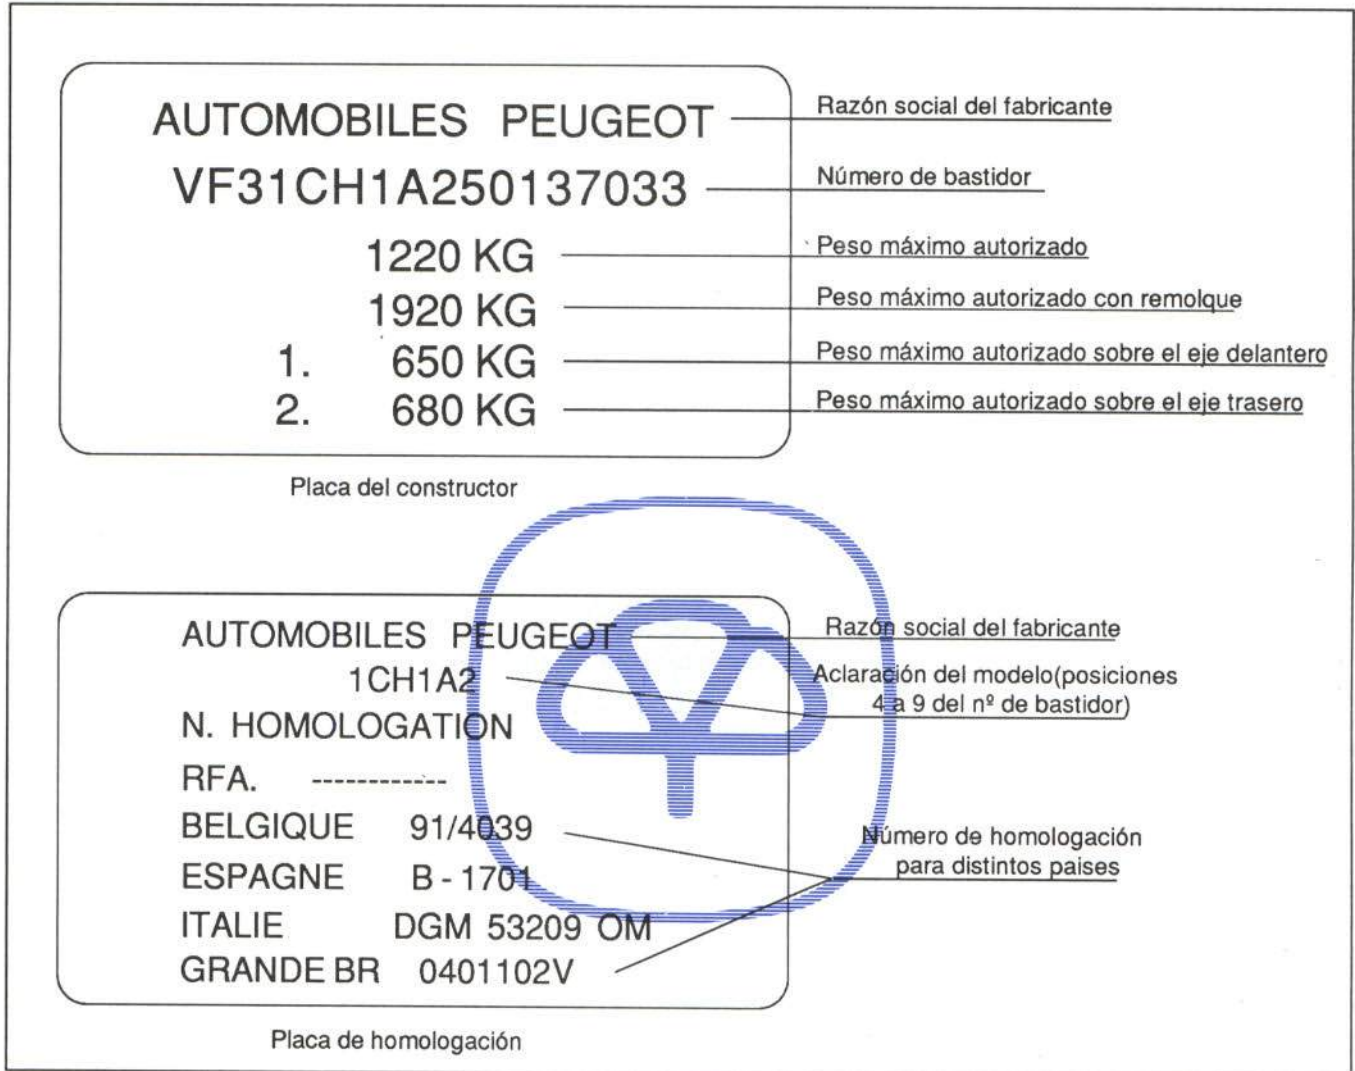 AUTOMOBILES PEUGEOT
Razón social del fabricante
VF31CH1A250137033
Número de bastidor
1220 KG
Peso máximo autorizado
1920 KG
Peso máximo autorizado con remolque
1. 650 KG
Peso máximo autorizado sobre el eje delantero
2. 680 KG
Peso máximo autorizado sobre el eje trasero
Placa del constructor
AUTOMOBILES PEUGEOT
Razón social del fabricante
1CH1A2
Aclaración del modelo(posiciones
4 a 9 del nº de bastidor)
N. HOMOLOGATION
RFA. ------------
BELGIQUE 91/4039
Número de homologación
para distintos paises
ESPAGNE B - 1701
ITALIE DGM 53209 OM
GRANDE BR 0401102V
Placa de homologación